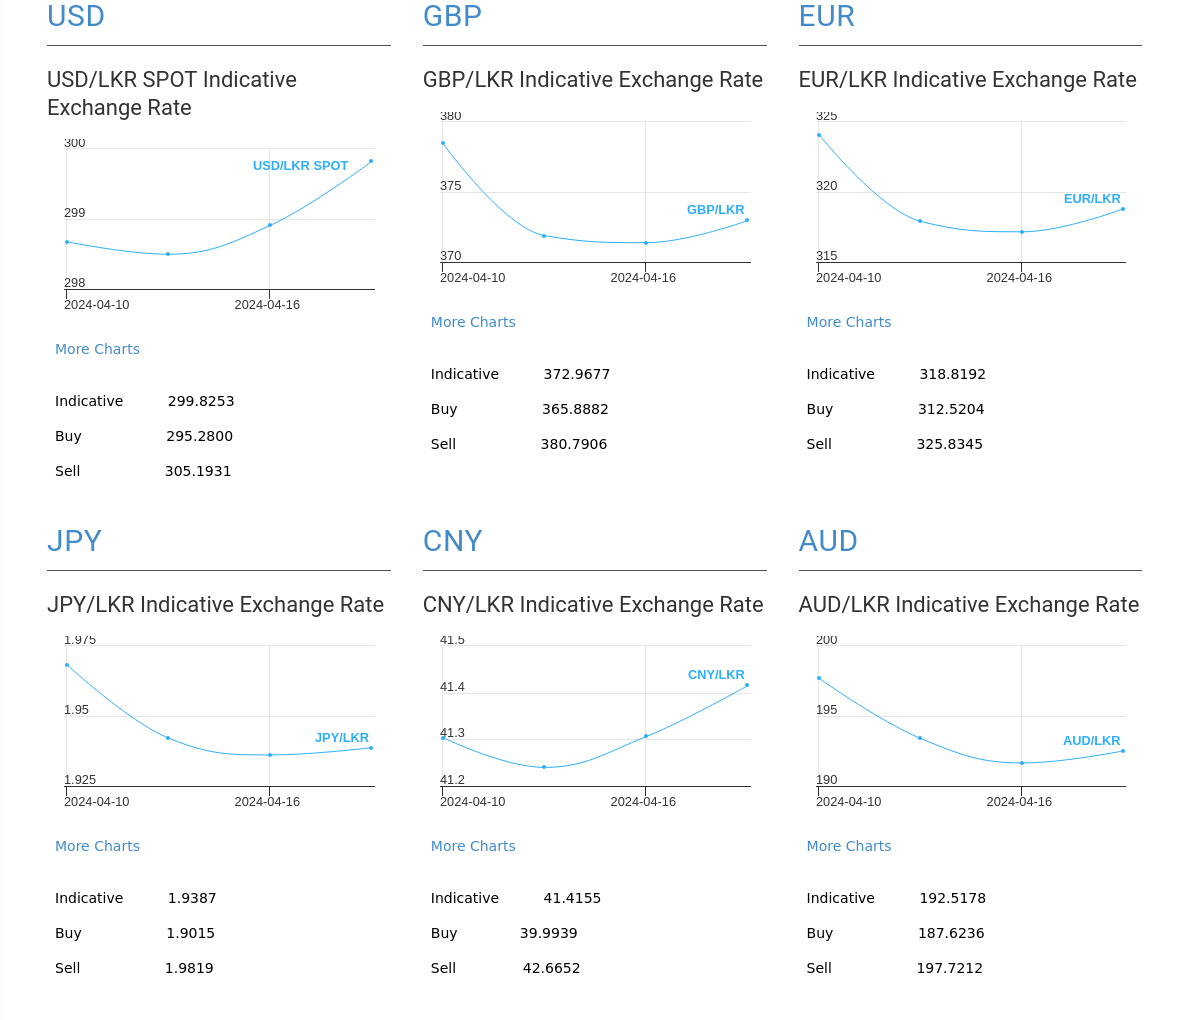 USD
USD/LKR SPOT Indicative
Exchange Rate
300
USD/LKR SPOT
299
298
2024-04-10 2024-04-16
More Charts
Indicative 299.8253
Buy 295.2800
Sell 305.1931
GBP
GBP/LKR Indicative Exchange Rate
380
375
GBP/LKR
370
2024-04-10 2024-04-16
More Charts
Indicative 372.9677
Buy 365.8882
Sell 380.7906
EUR
EUR/LKR Indicative Exchange Rate
325
320
EUR/LKR
315
2024-04-10 2024-04-16
More Charts
Indicative 318.8192
Buy 312.5204
Sell 325.8345
JPY
JPY/LKR Indicative Exchange Rate
1.975
1.95
JPY/LKR
1.925
2024-04-10 2024-04-16
More Charts
Indicative 1.9387
Buy 1.9015
Sell 1.9819
CNY
CNY/LKR Indicative Exchange Rate
41.5
CNY/LKR
41.4
41.3
41.2
2024-04-10 2024-04-16
More Charts
Indicative 41.4155
Buy 39.9939
Sell 42.6652
AUD
AUD/LKR Indicative Exchange Rate
200
195
AUD/LKR
190
2024-04-10 2024-04-16
More Charts
Indicative 192.5178
Buy 187.6236
Sell 197.7212